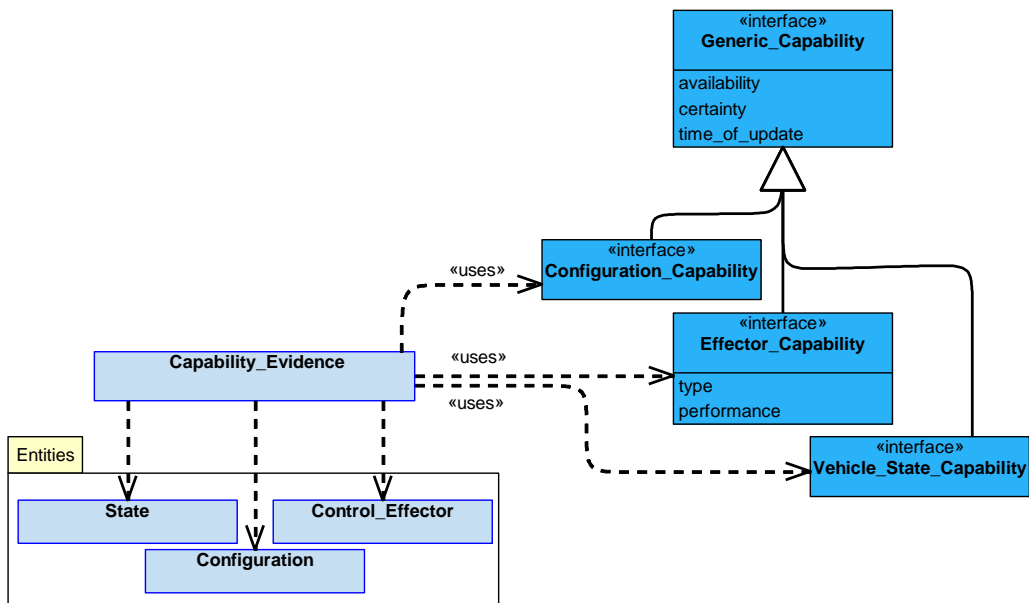 «interface»
Generic_Capability
availability
certainty
time_of_update
«interface»
Configuration_Capability
«uses»
«interface»
Effector_Capability
type
performance
«uses»
Capability_Evidence
«uses»
«interface»
Vehicle_State_Capability
Entities
State
Control_Effector
Configuration